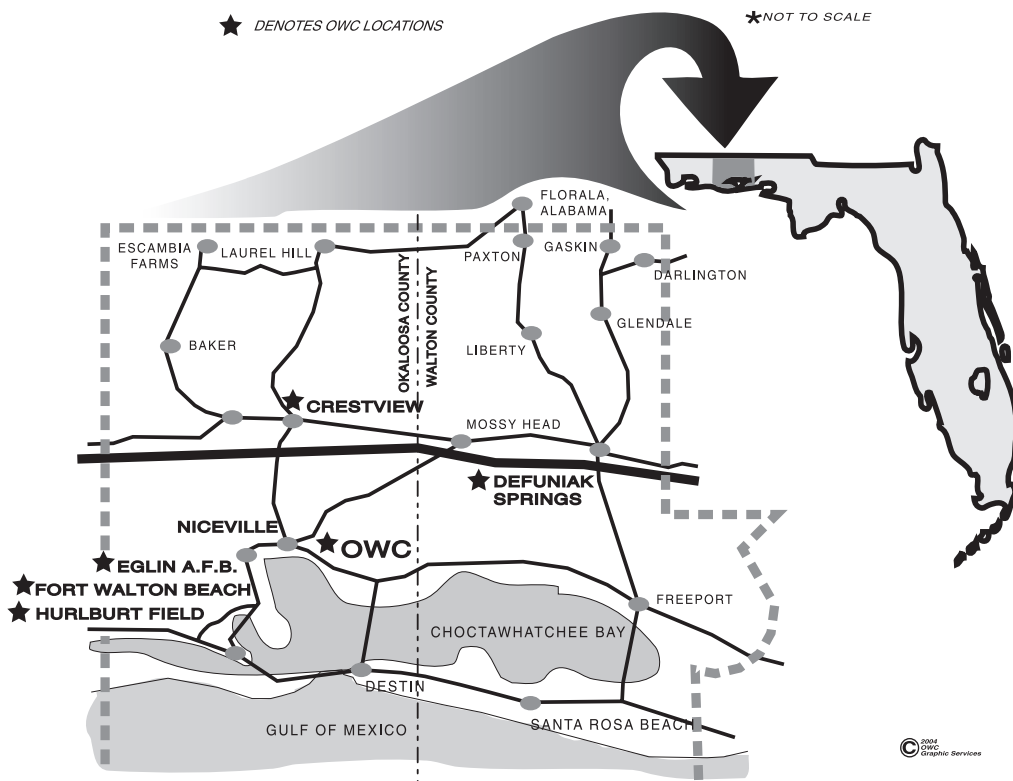 ★ DENOTES OWC LOCATIONS
*NOT TO SCALE
FLORALA,
ALABAMA
ESCAMBIA
FARMS
LAUREL HILL
PAXTON
GASKIN
DARLINGTON
OKALOOSA COUNTY
WALTON COUNTY
GLENDALE
BAKER
LIBERTY
CRESTVIEW
MOSSY HEAD
DEFUNIAK
SPRINGS
NICEVILLE
OWC
EGLIN A.F.B.
FORT WALTON BEACH
HURLBURT FIELD
FREEPORT
CHOCTAWHATCHEE BAY
DESTIN
SANTA ROSA BEACH
GULF OF MEXICO
© 2004
OWC
Graphic Services